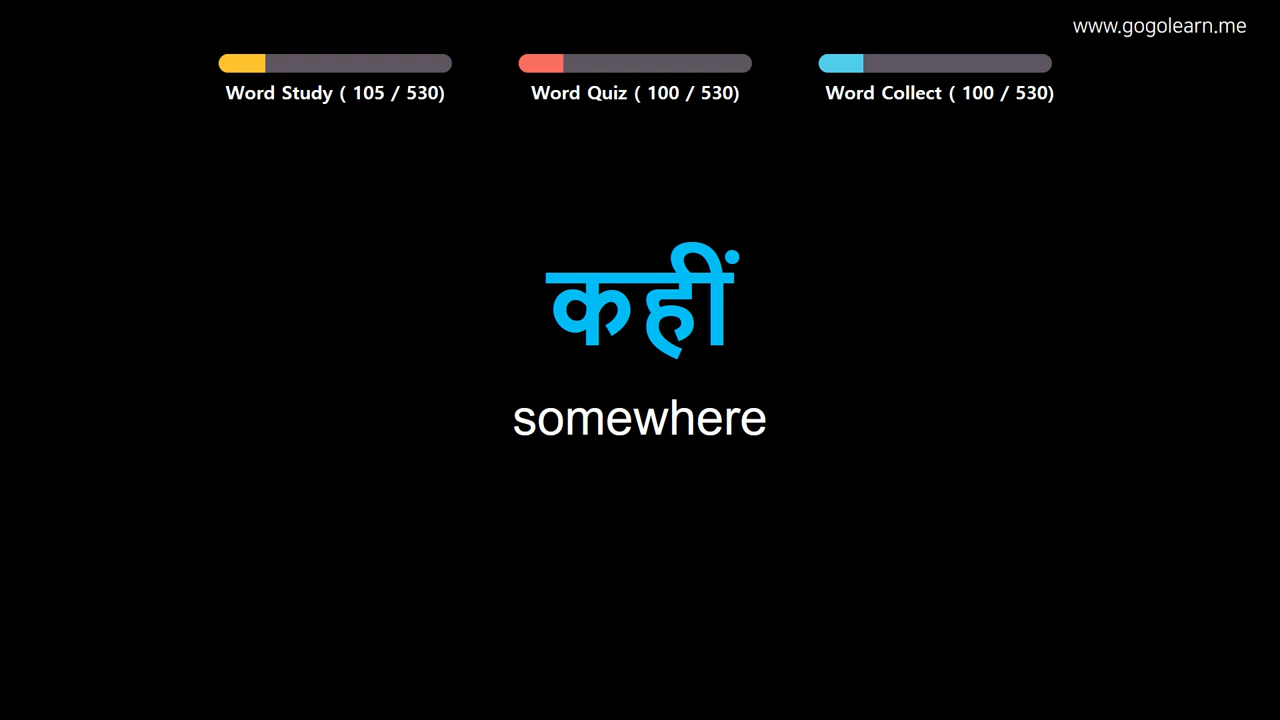 www.gogolearn.me
Word Study ( 105 / 530)
Word Quiz ( 100 / 530)
Word Collect ( 100 / 530)
कहीं
somewhere